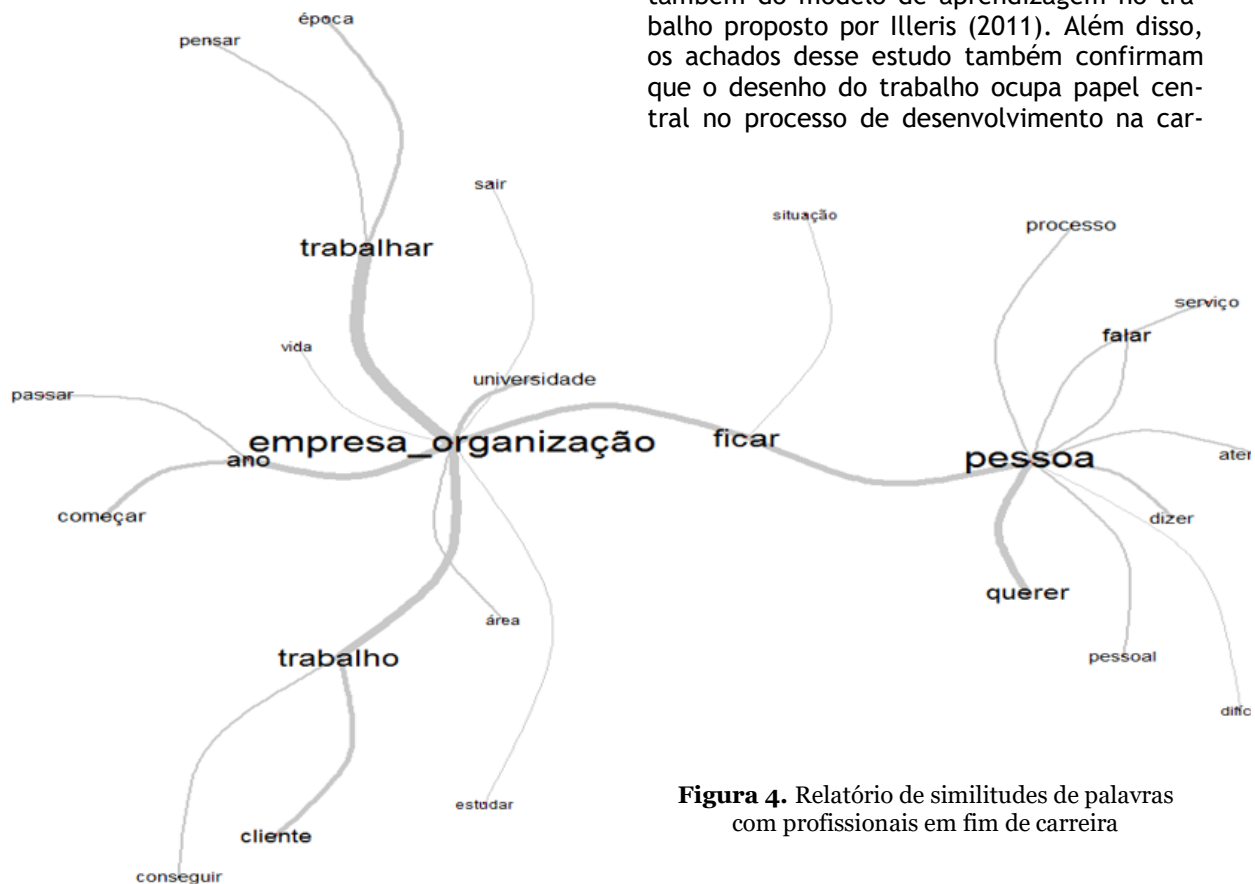 também do modelo de aprendizagem no tra-
balho proposto por Illeris (2011). Além disso,
os achados desse estudo também confirmam
que o desenho do trabalho ocupa papel cen-
tral no processo de desenvolvimento na car-
época
pensar
sair
situação
processo
trabalhar
serviço
falar
vida
universidade
passar
empresa_organização
ficar
pessoa
ano
começar
dizer
querer
área
trabalho
pessoal
estudar
cliente
conseguir
Figura 4. Relatório de similitudes de palavras
com profissionais em fim de carreira